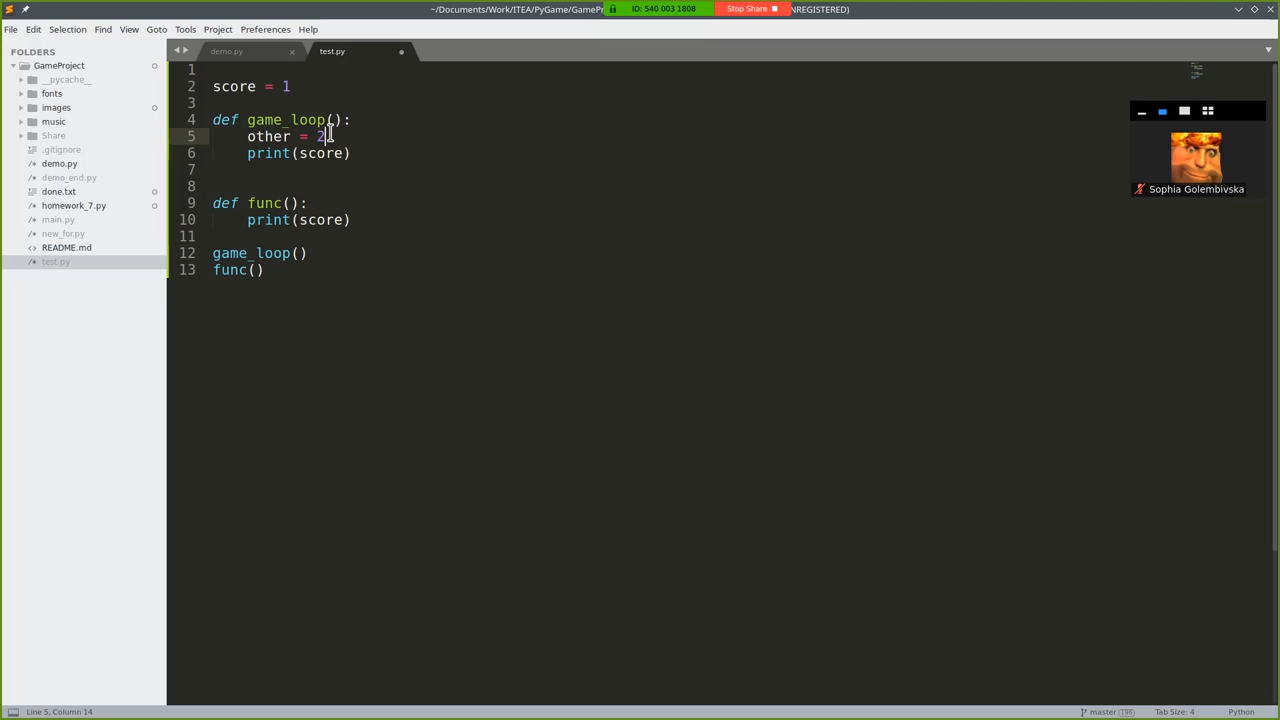 ~/Documents/Work/ITEA/PyGame/GamePr
ID: 540 003 1808
Stop Share
NREGISTERED)
File Edit Selection Find View Goto Tools Project Preferences Help
FOLDERS
GameProject
__pycache__
fonts
images
music
Share
.gitignore
demo.py
demo_end.py
done.txt
homework_7.py
main.py
new_for.py
README.md
test.py
demo.py
test.py
1
2 score = 1
3
4 def game_loop():
5 other = 2
6 print(score)
7
8
9 def func():
10 print(score)
11
12 game_loop()
13 func()
Sophia Golembivska
Line 5, Column 14
master 196
Tab Size: 4
Python